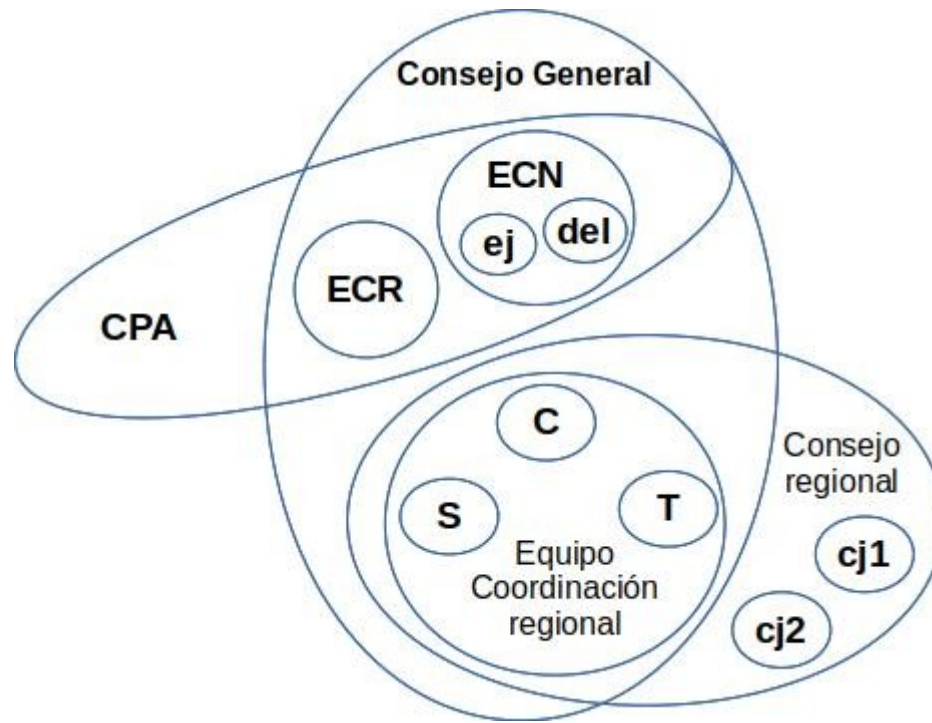 Consejo General
ECN
ej
del
ECR
CPA
C
Consejo
regional
S
T
Equipo
Coordinación
regional
cj1
cj2